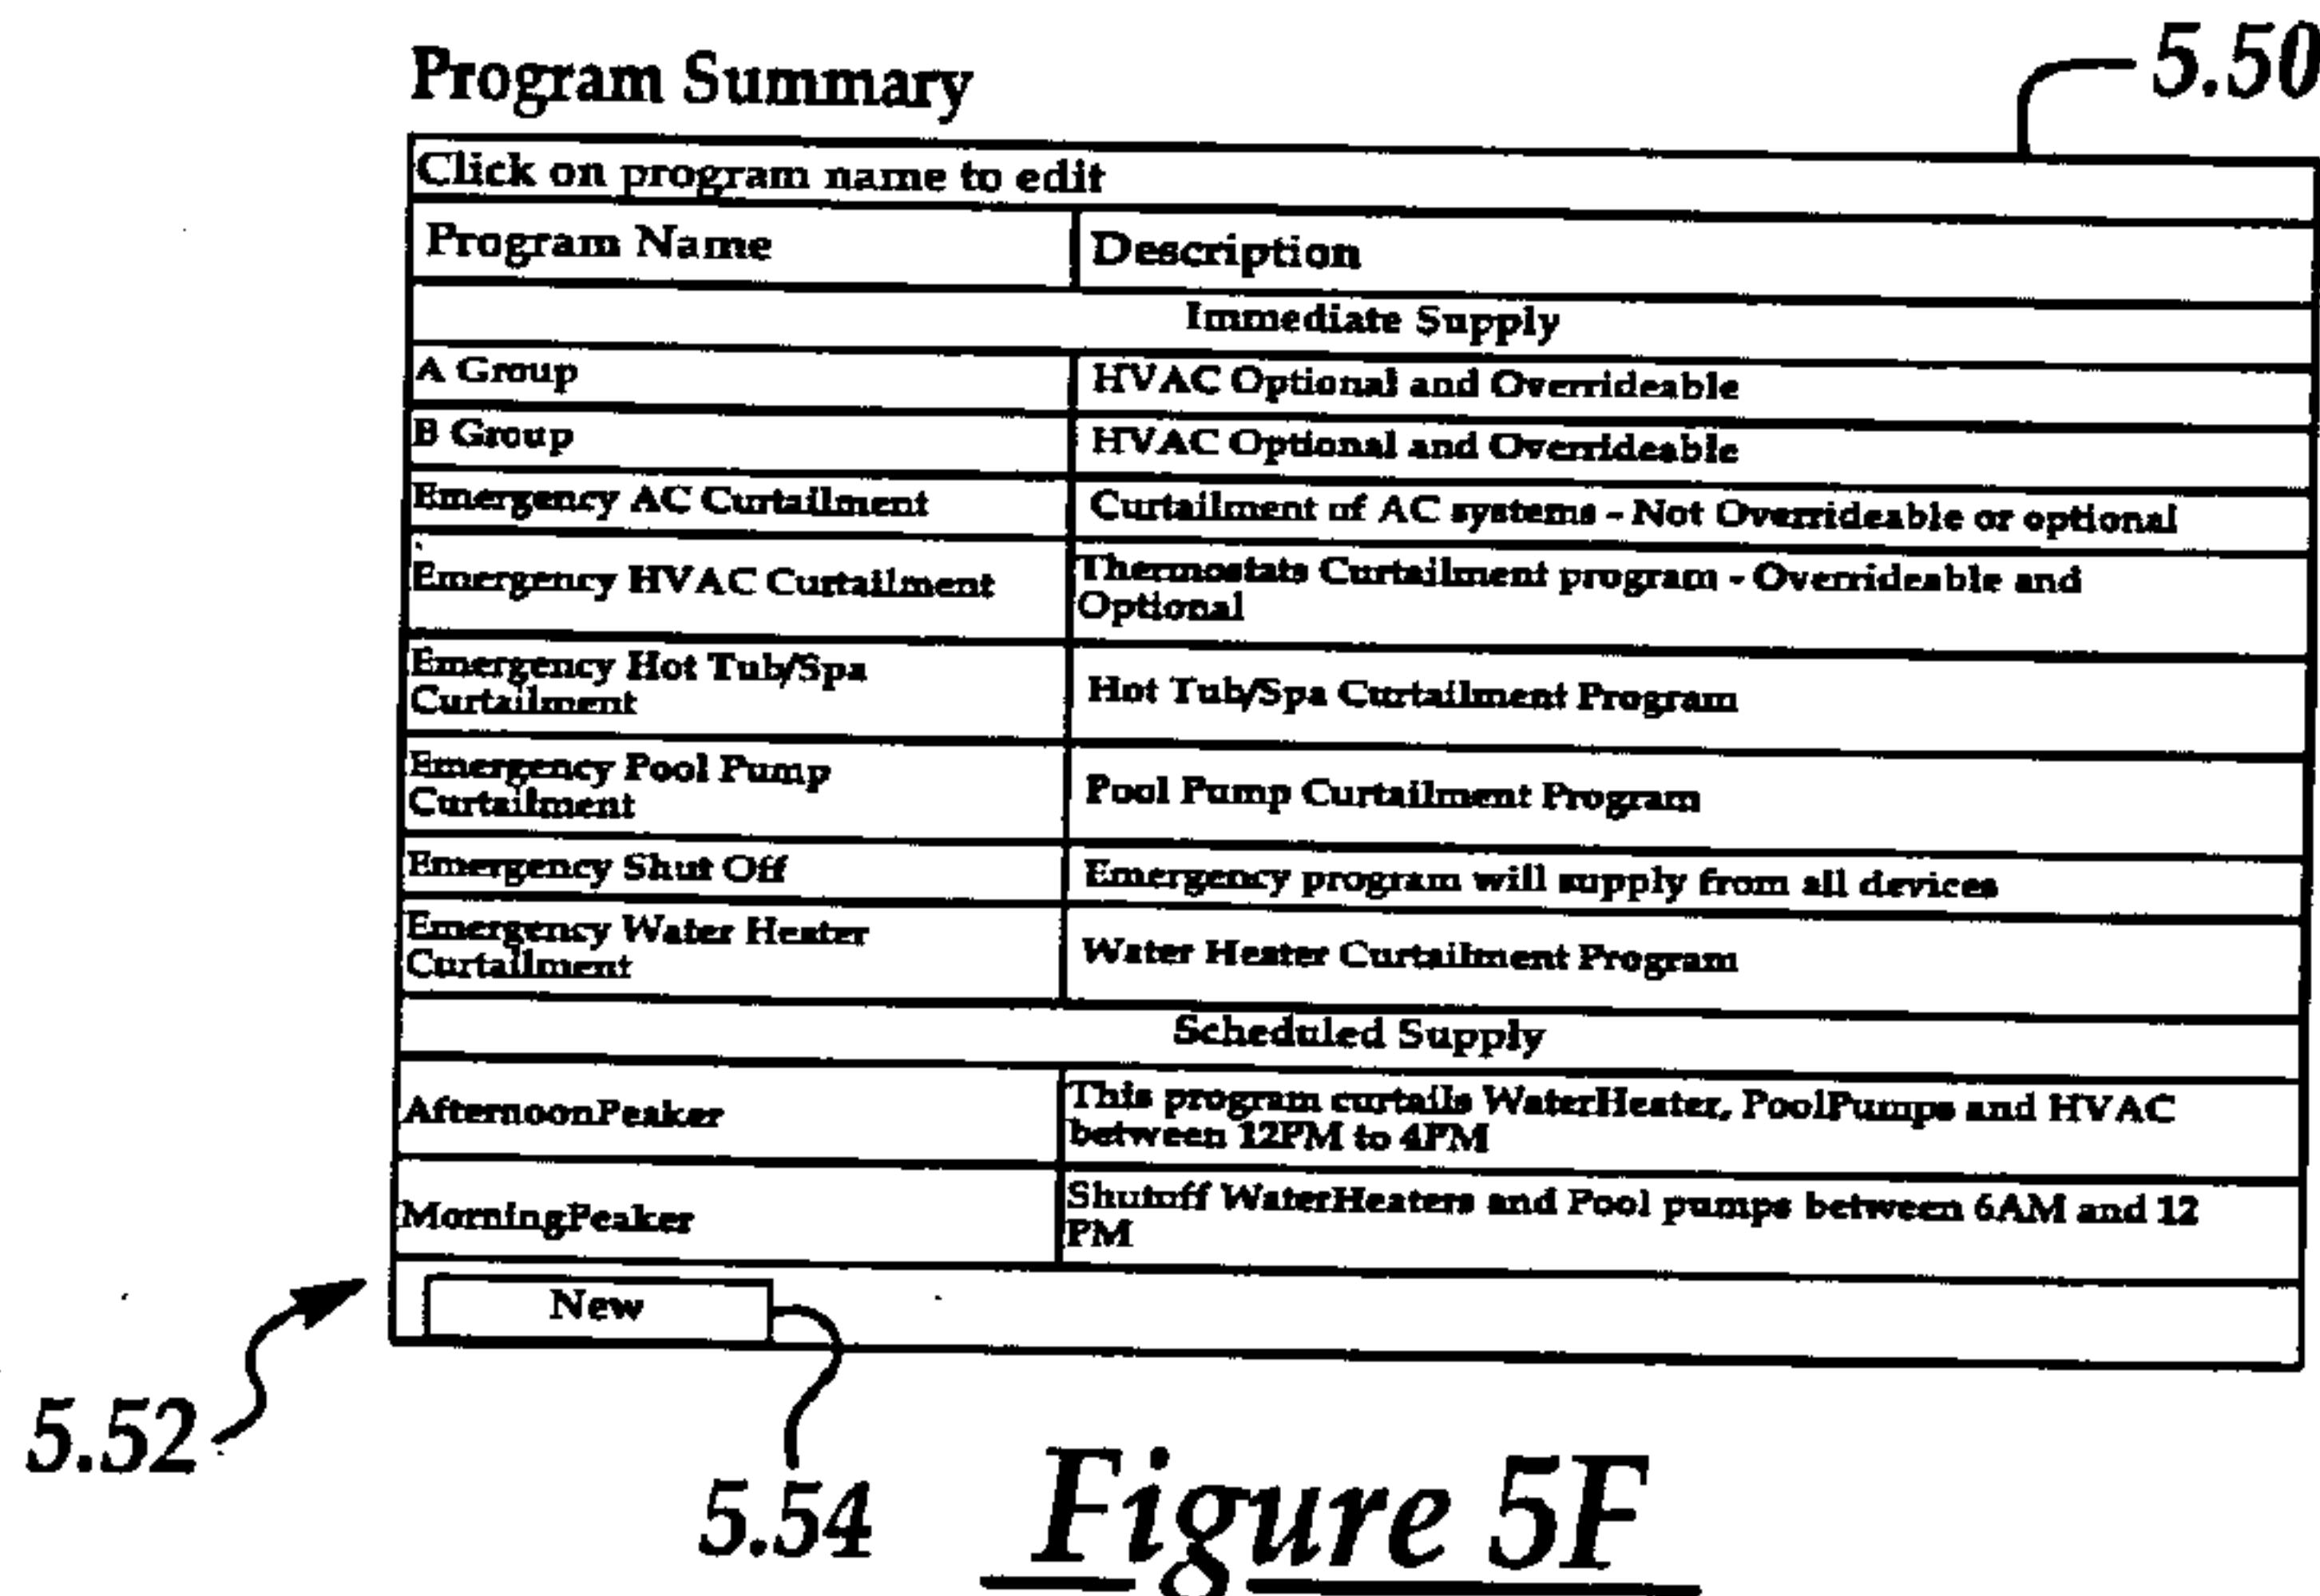 Program Summary
5.50
Click on program name to edit
Program Name
Description
Immediate Supply
A Group
HVAC Optional and Overrideable
B Group
HVAC Optional and Overrideable
Emergency AC Curtailment
Curtailment of AC systems - Not Overrideable or optional
Emergency HVAC Curtailment
Thermostats Curtailment program - Overrideable and
Optional
Emergency Hot Tub/Spa
Curtailment
Hot Tub/Spa Curtailment Program
Emergency Pool Pump
Curtailment
Pool Pump Curtailment Program
Emergency Shut Off
Emergency program will supply from all devices
Emergency Water Heater
Curtailment
Water Heater Curtailment Program
Scheduled Supply
AfternoonPeaker
This program curtails WaterHeater, PoolPumps and HVAC
between 12PM to 4PM
MorningPeaker
Shutoff WaterHeaters and Pool pumps between 6AM and 12
PM
New
5.52
5.54
Figure 5F